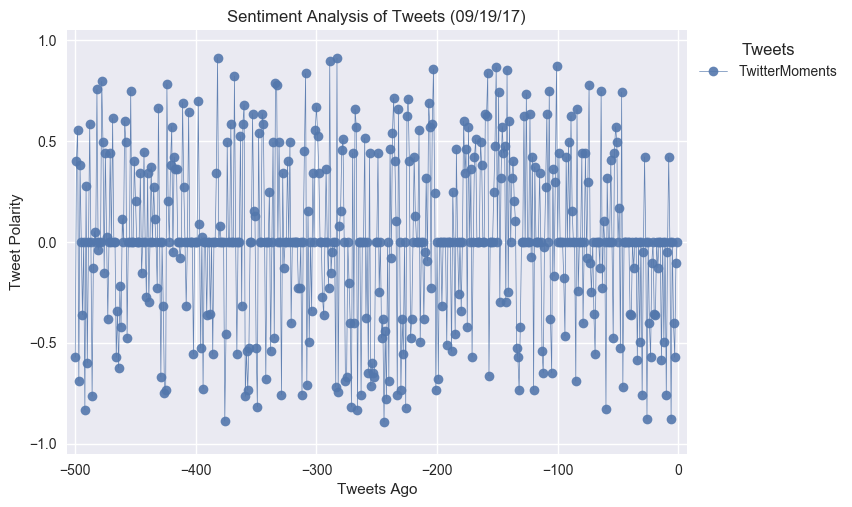 Sentiment Analysis of Tweets (09/19/17)
Tweets
TwitterMoments
1.0
0.5
0.0
−0.5
−1.0
Tweet Polarity
−500
−400
−300
−200
−100
0
Tweets Ago